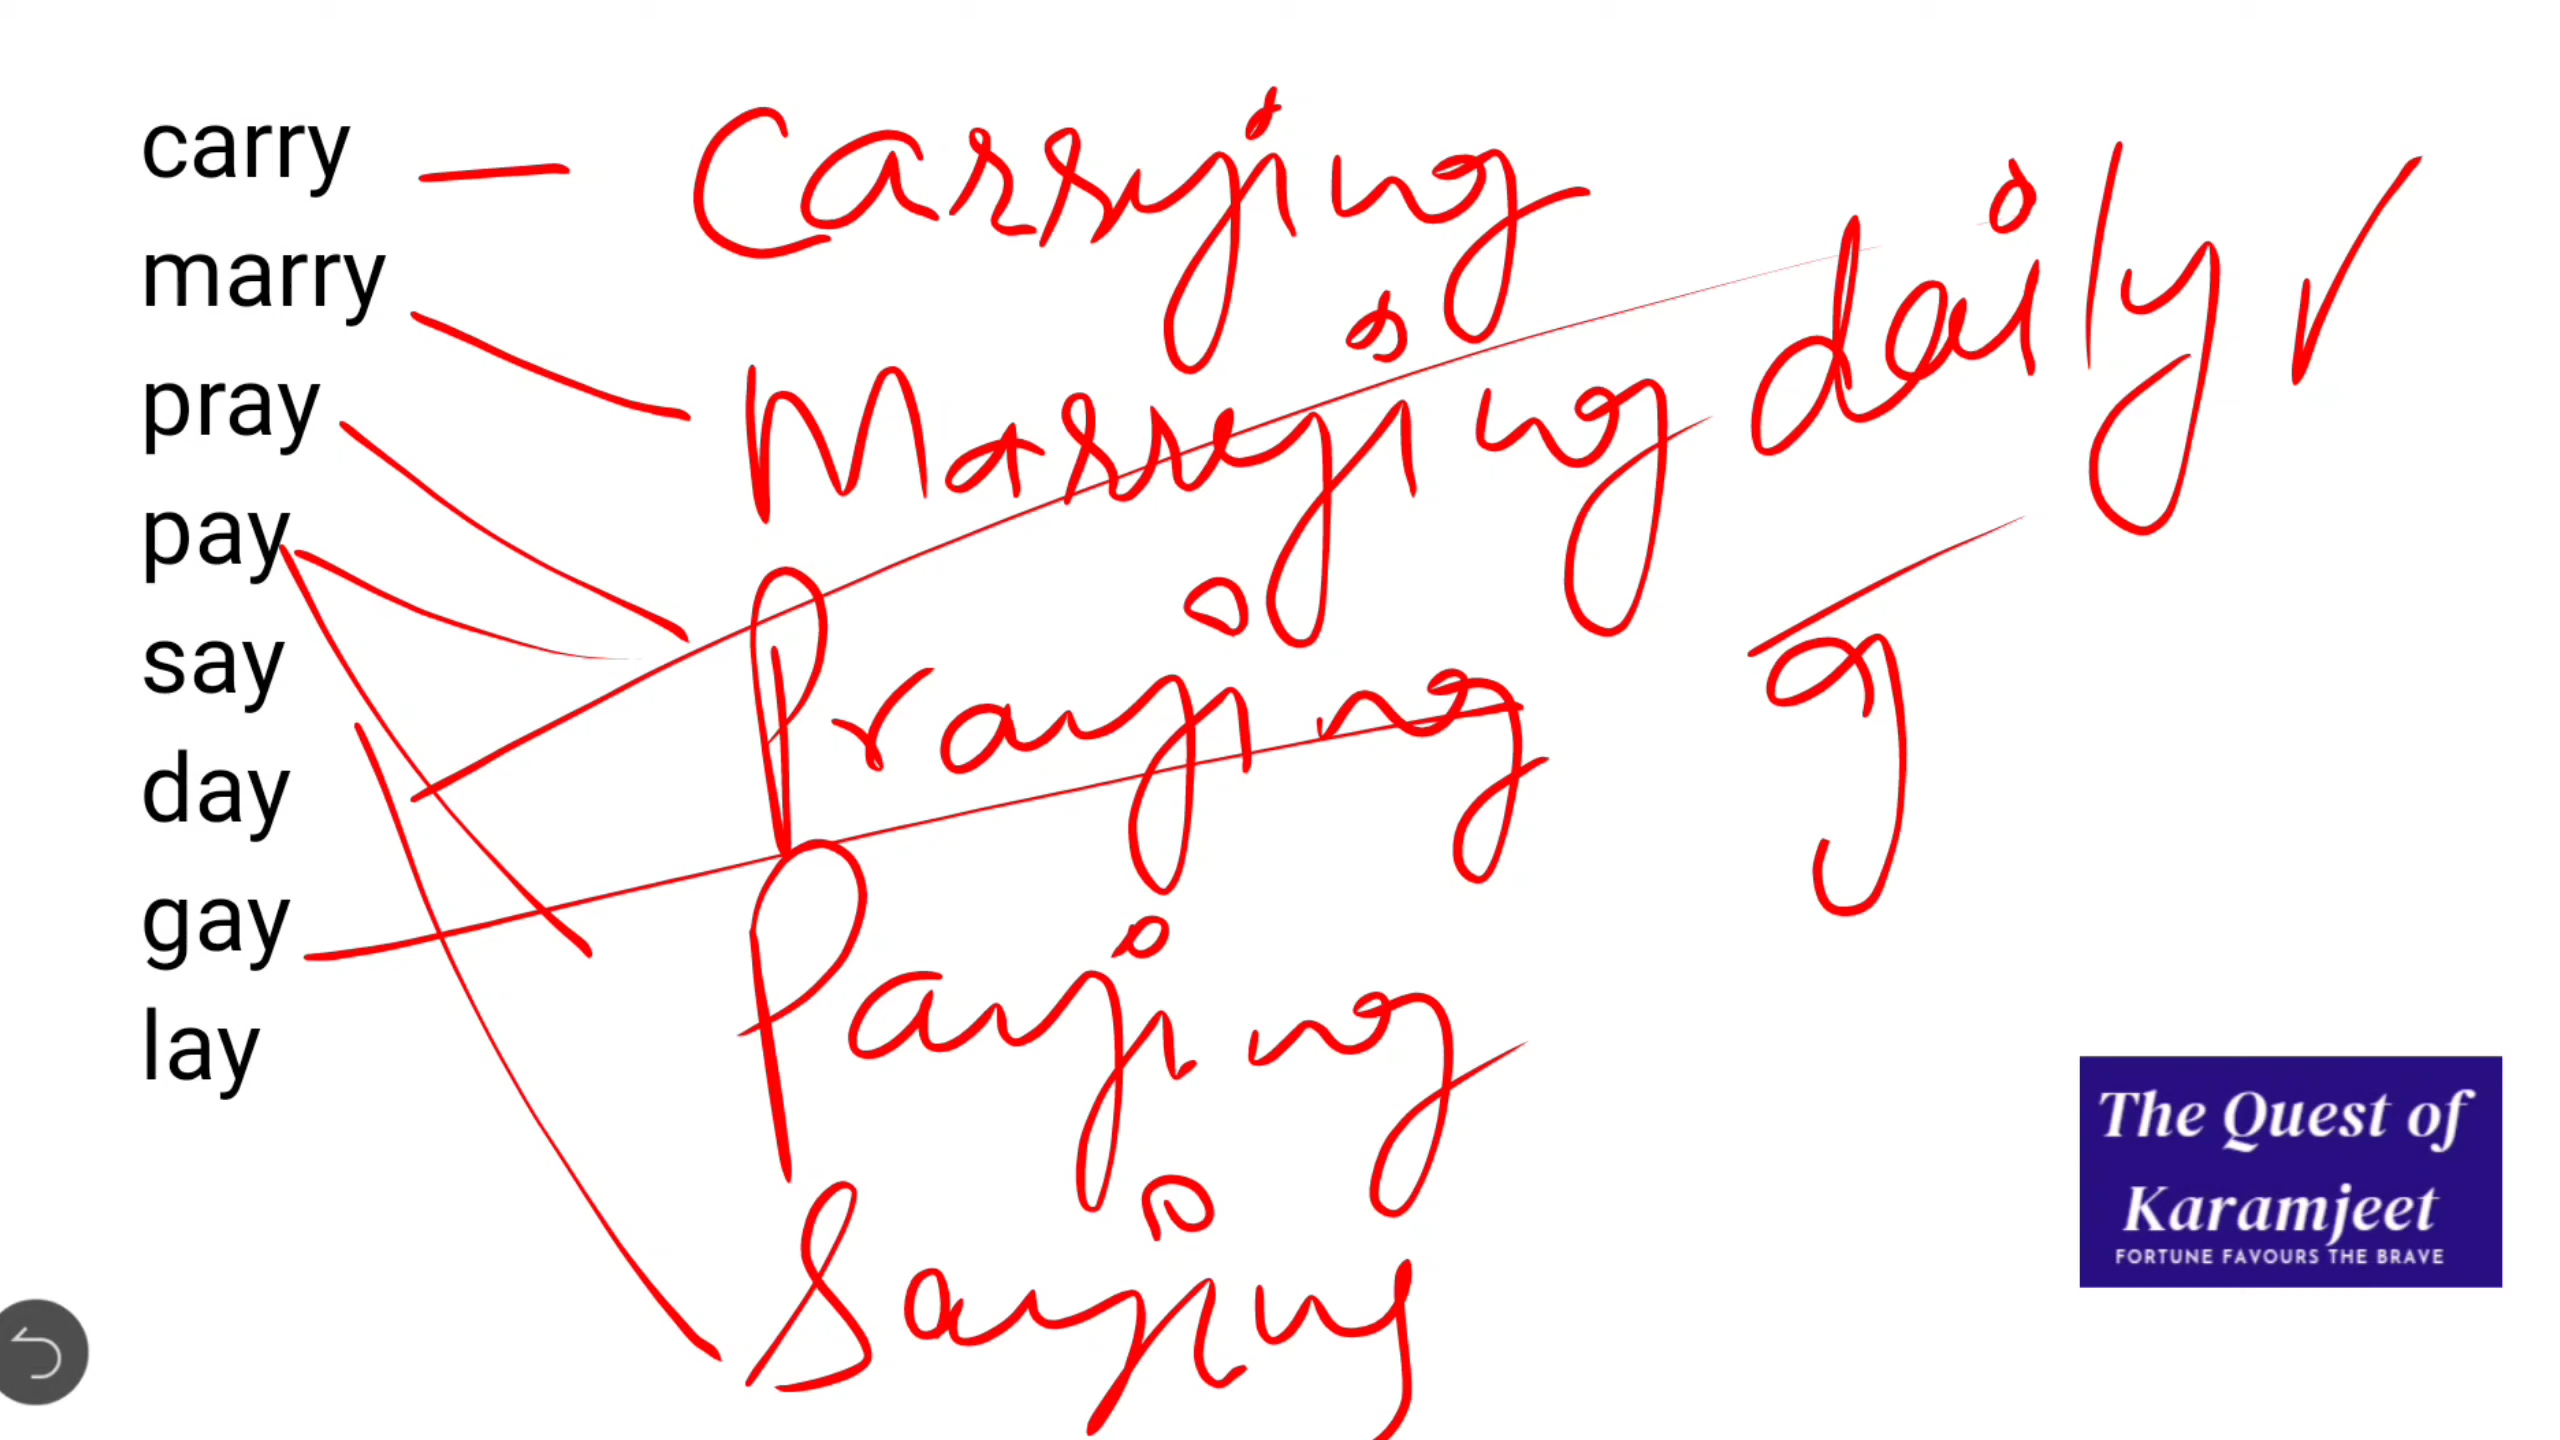 carry
Carrying
marry
Marrying
daily
pray
Praying
g
pay
Paying
say
Saying
day
gay
lay
The Quest of
Karamjeet
FORTUNE FAVOURS THE BRAVE